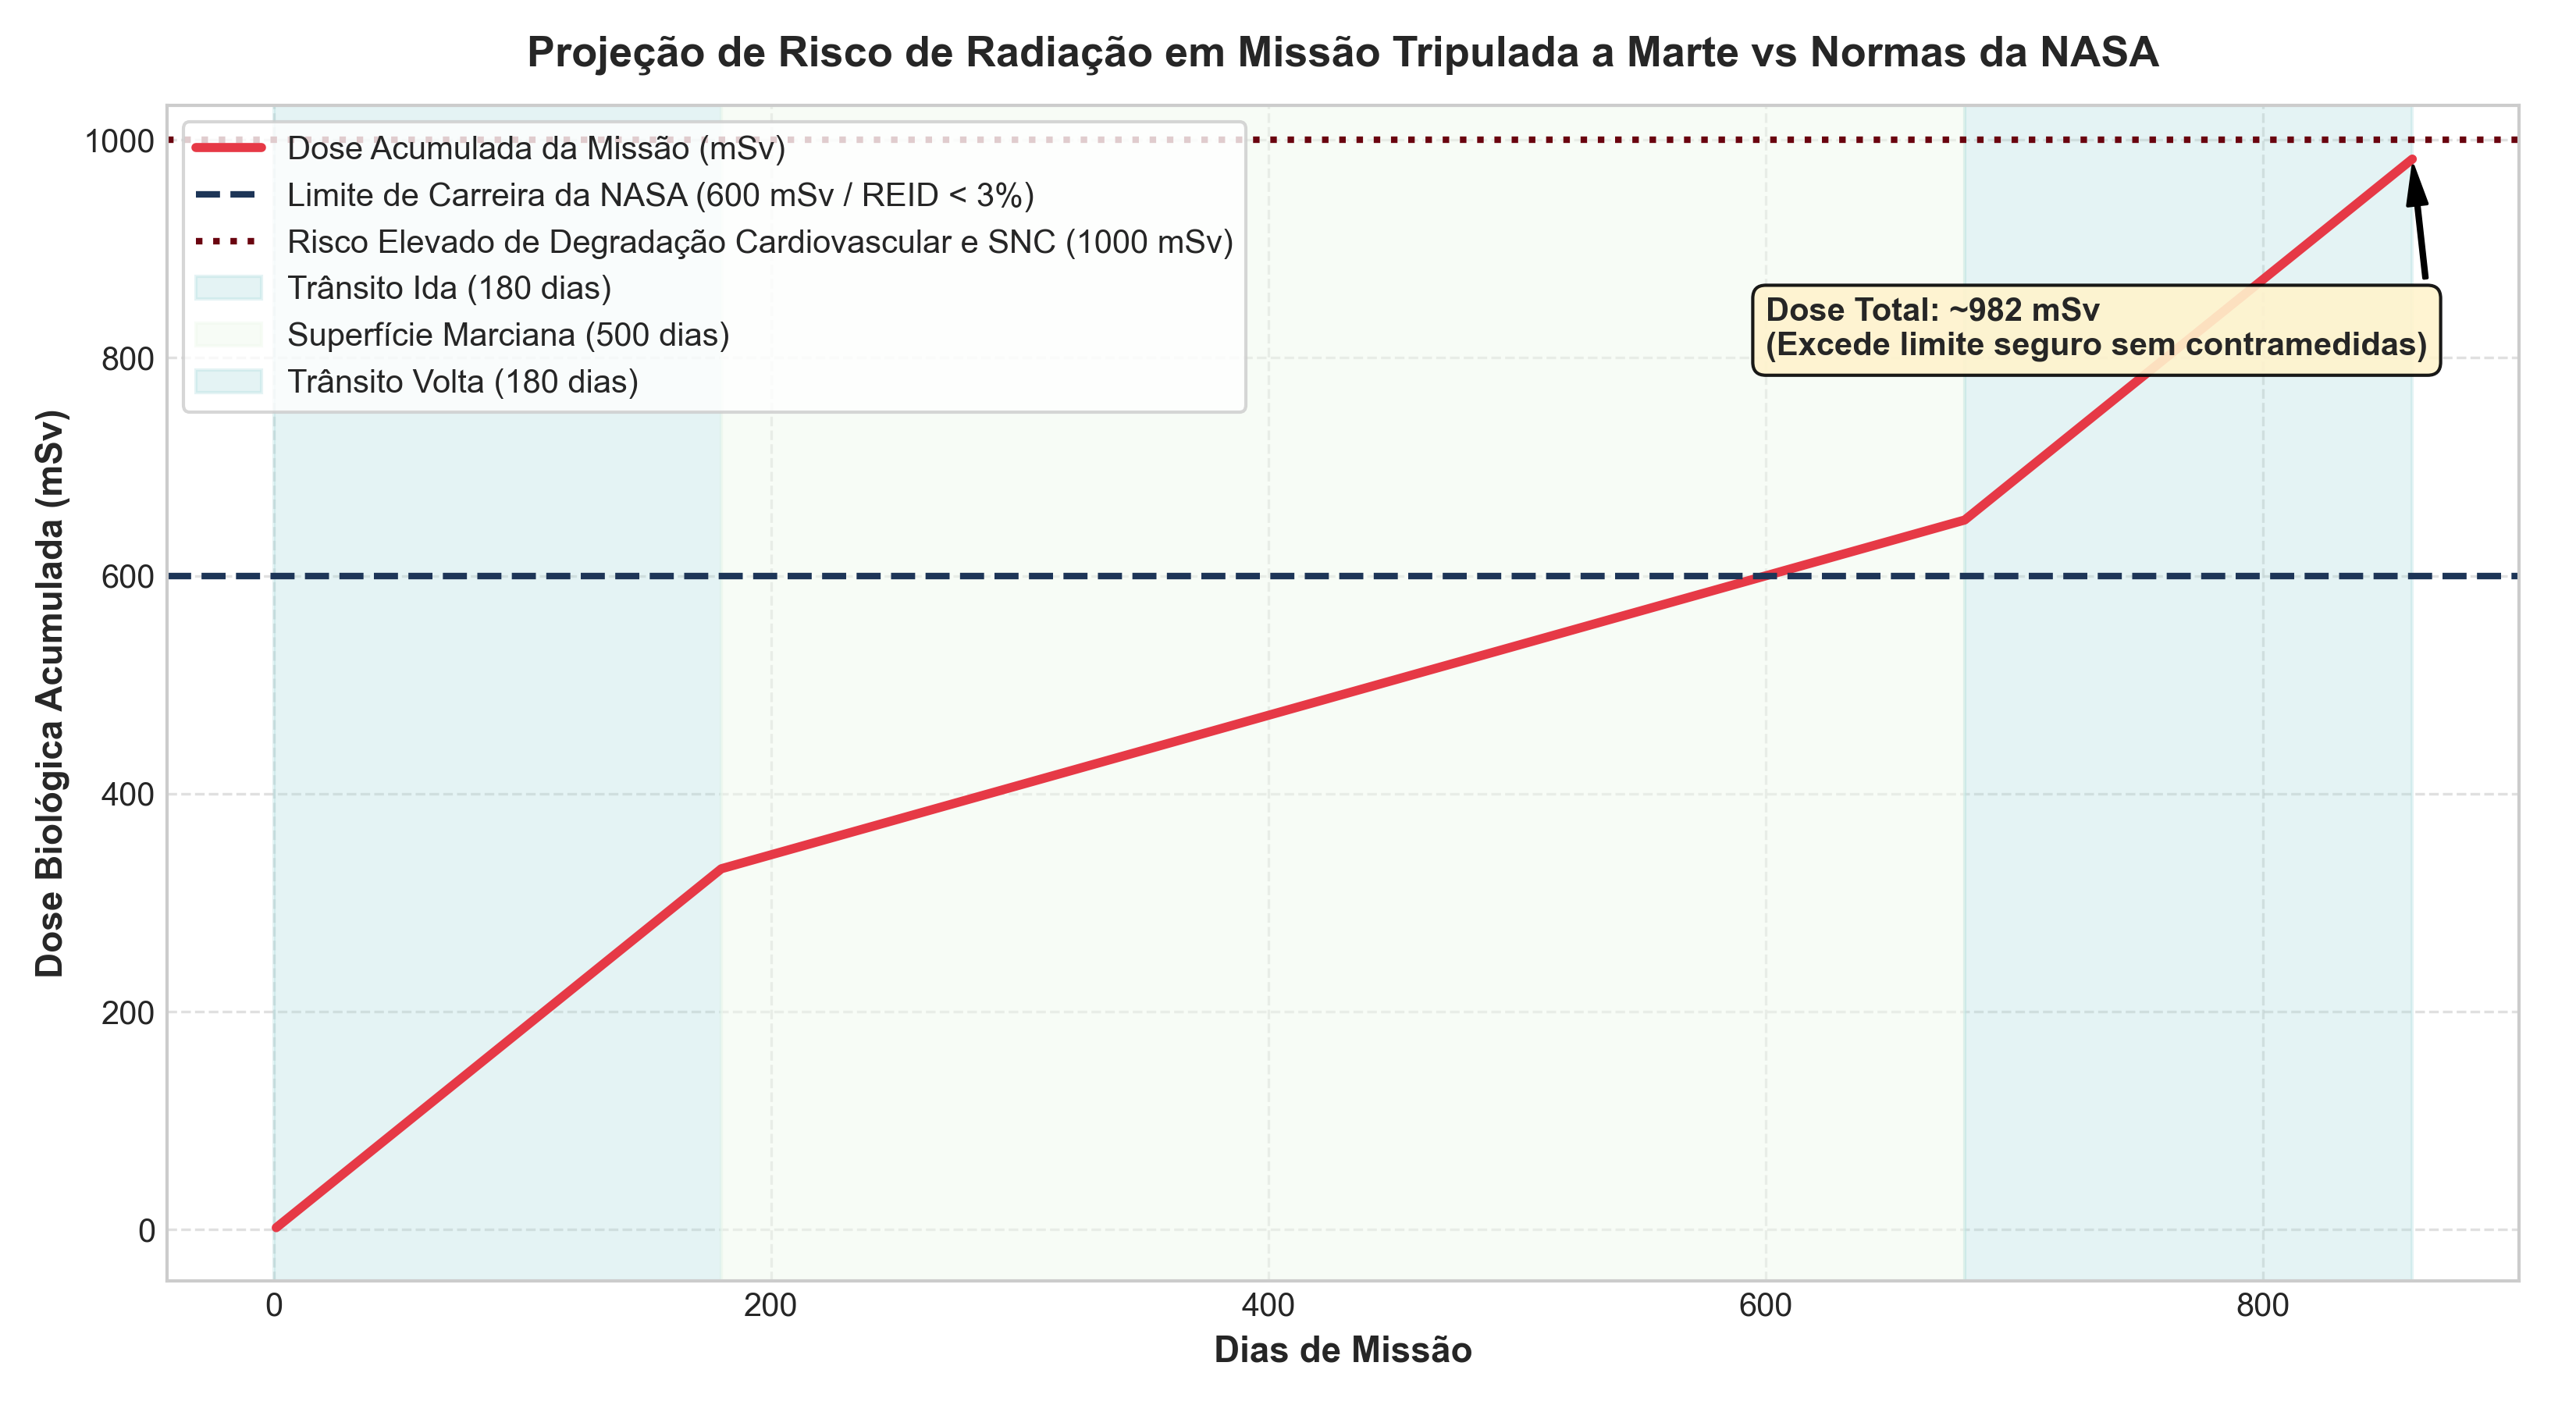 Projeção de Risco de Radiação em Missão Tripulada a Marte vs Normas da NASA
Dose Biológica Acumulada (mSv)
1000
800
600
400
200
0
Dose Acumulada da Missão (mSv)
Limite de Carreira da NASA (600 mSv / REID < 3%)
Risco Elevado de Degradação Cardiovascular e SNC (1000 mSv)
Trânsito Ida (180 dias)
Superfície Marciana (500 dias)
Trânsito Volta (180 dias)
Dose Total: ~982 mSv
(Excede limite seguro sem contramedidas)
0 200 400 600 800
Dias de Missão